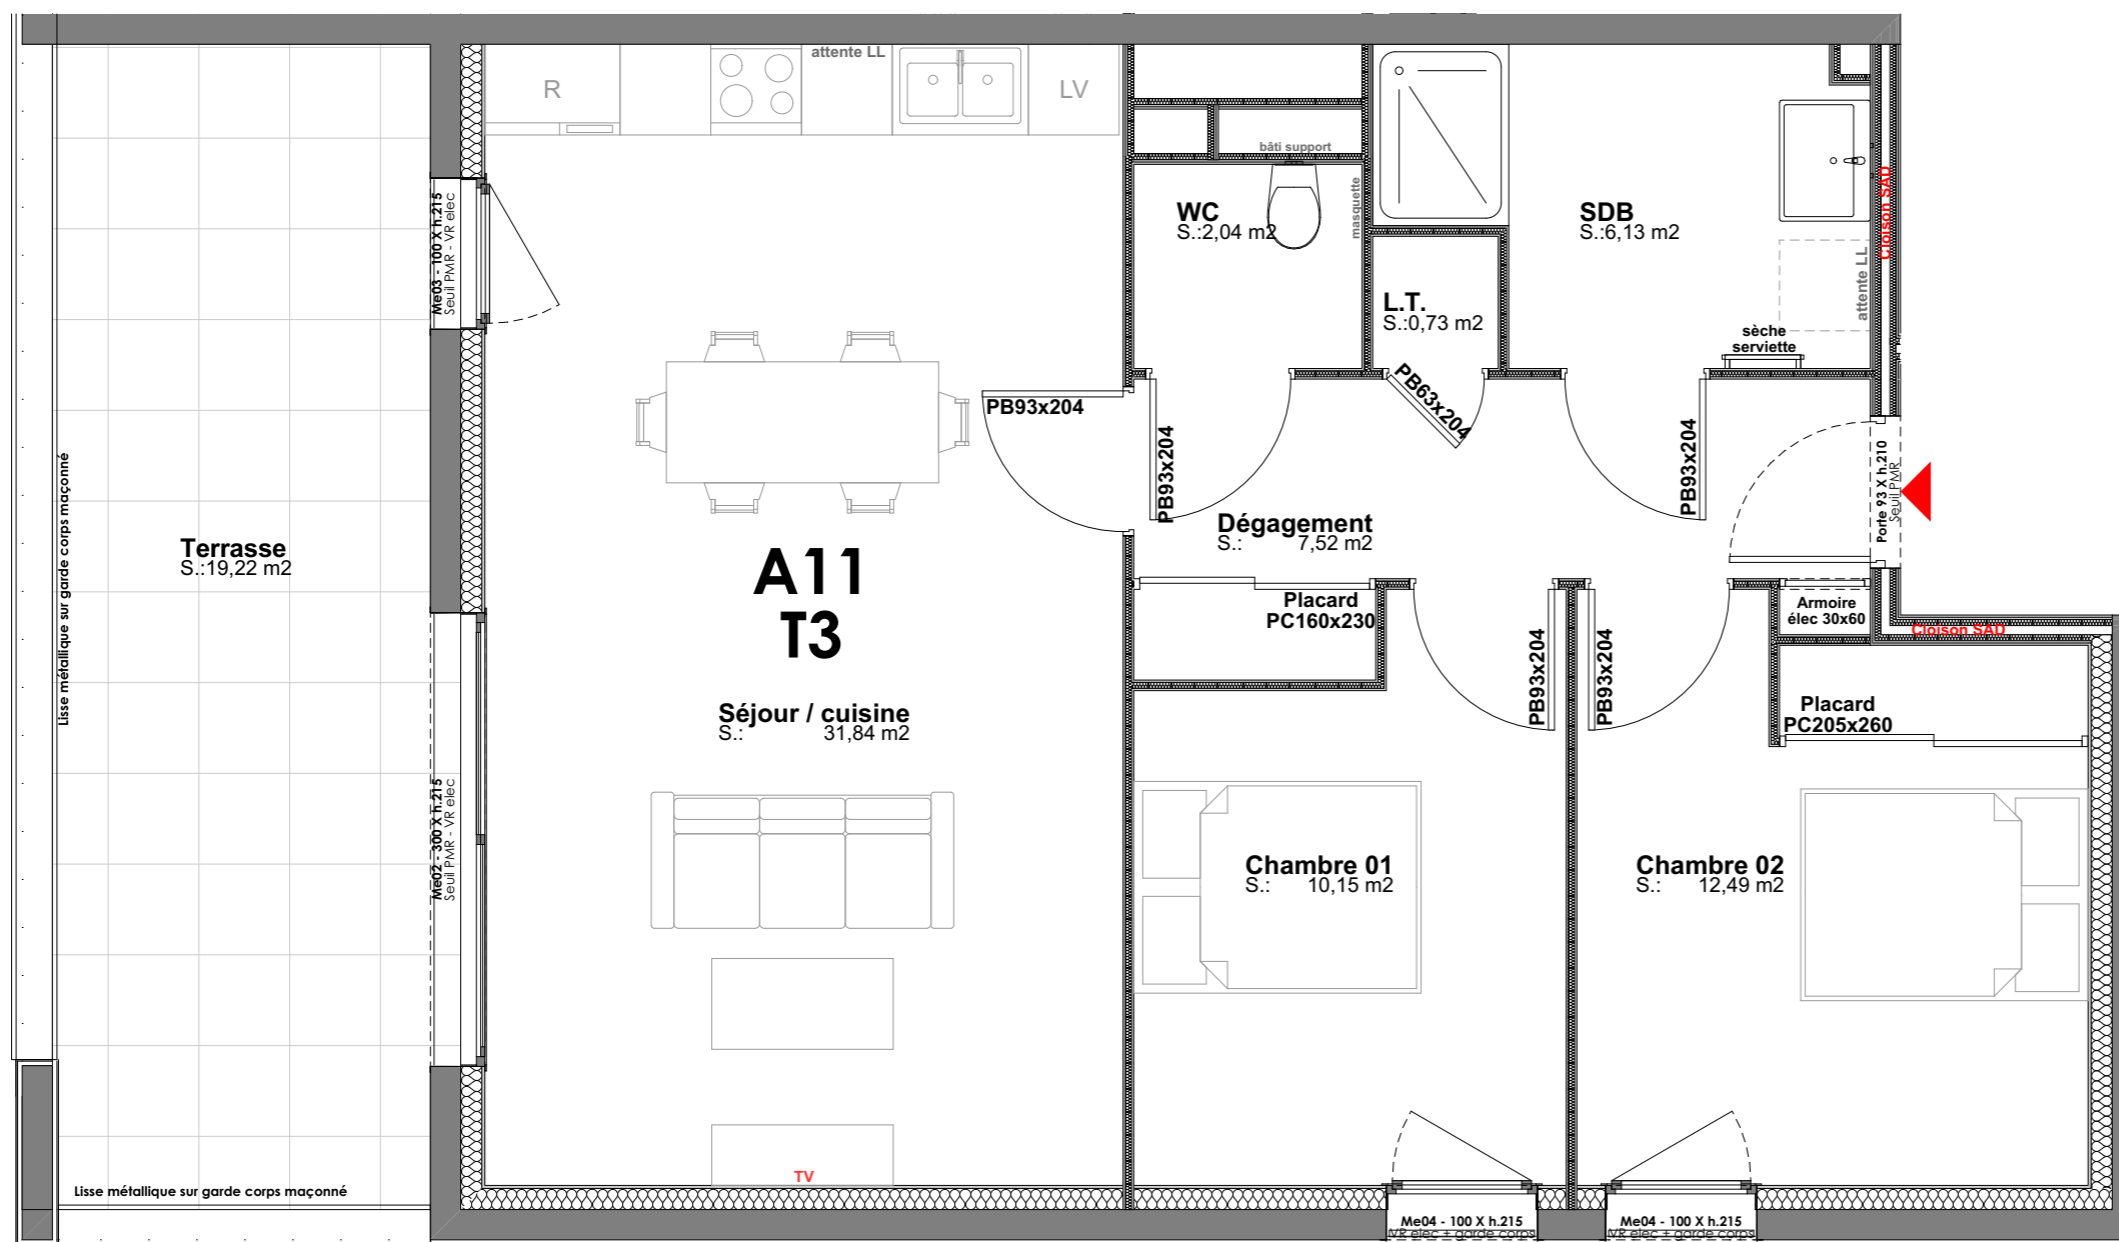 attente LL
R
LV
bâti support
masquette
WC
S.:2,04 m2
SDB
S.:6,13 m2
Cloison SAD
attente LL
L.T.
S.:0,73 m2
sèche
serviette
Me03 - 100 X h.215
Seuil PMR - VR elec
PB93x204
PB93x204
PB63x204
PB93x204
Porte 93 X h.210
Seuil PMR
Lisse métallique sur garde corps maçonné
Terrasse
S.:19,22 m2
A11
T3
Dégagement
S.: 7,52 m2
Placard
PC160x230
Armoire
élec 30x60
Cloison SAD
PB93x204
PB93x204
Placard
PC205x260
Séjour / cuisine
S.: 31,84 m2
Me02 - 300 X h.215
Seuil PMR - VR elec
Chambre 01
S.: 10,15 m2
Chambre 02
S.: 12,49 m2
TV
Lisse métallique sur garde corps maçonné
Me04 - 100 X h.215
VR elec + garde corps
Me04 - 100 X h.215
VR elec + garde corps